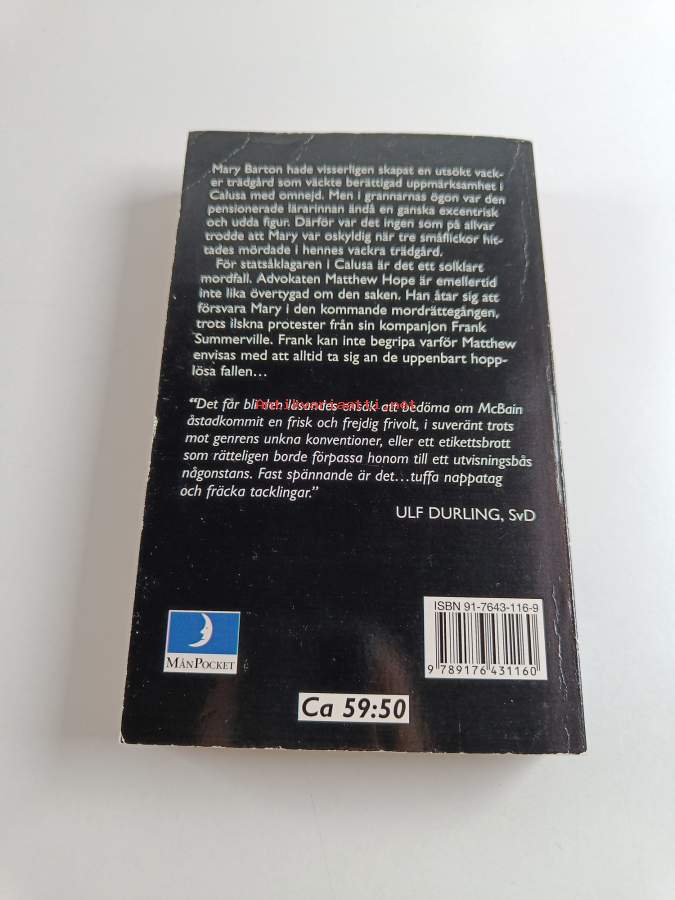 Mary Barton hade visserligen skapat en utsökt vack-
er trädgård som väckte berättigad uppmärksamhet i
Calusa med omnejd. Men i grannarnas ögon var den
pensionerade lärarinnan ändå en ganska excentrisk
och udda figur. Därför var det ingen som på allvar
trodde att Mary var oskyldig när tre småflickor hit-
tades mördade i hennes vackra trädgård.
För statsåklagaren i Calusa är det ett solklart
mordfall. Advokaten Matthew Hope är emellertid
inte lika övertygad om den saken. Han åtar sig att
försvara Mary i den kommande mordrättegången,
trots ilskna protester från sin kompanjon Frank
Summerville. Frank kan inte begripa varför Matthew
envisas med att alltid ta sig an de uppenbart hopp-
lösa fallen...
Antikvariaatti.net
"Det får bli den läsandes ensak att bedöma om McBain
åstadkommit en frisk och frejdig frivolt, i suveränt trots
mot genrens unkna konventioner, eller ett etikettsbrott
som rätteligen borde förpassa honom till ett utvisningsbås
någonstans. Fast spännande är det...tuffa nappatag
och fräcka tacklingar."
ULF DURLING, SvD
ISBN 91-7643-116-9
9 789176 431160
MÅNPOCKET
Ca 59:50